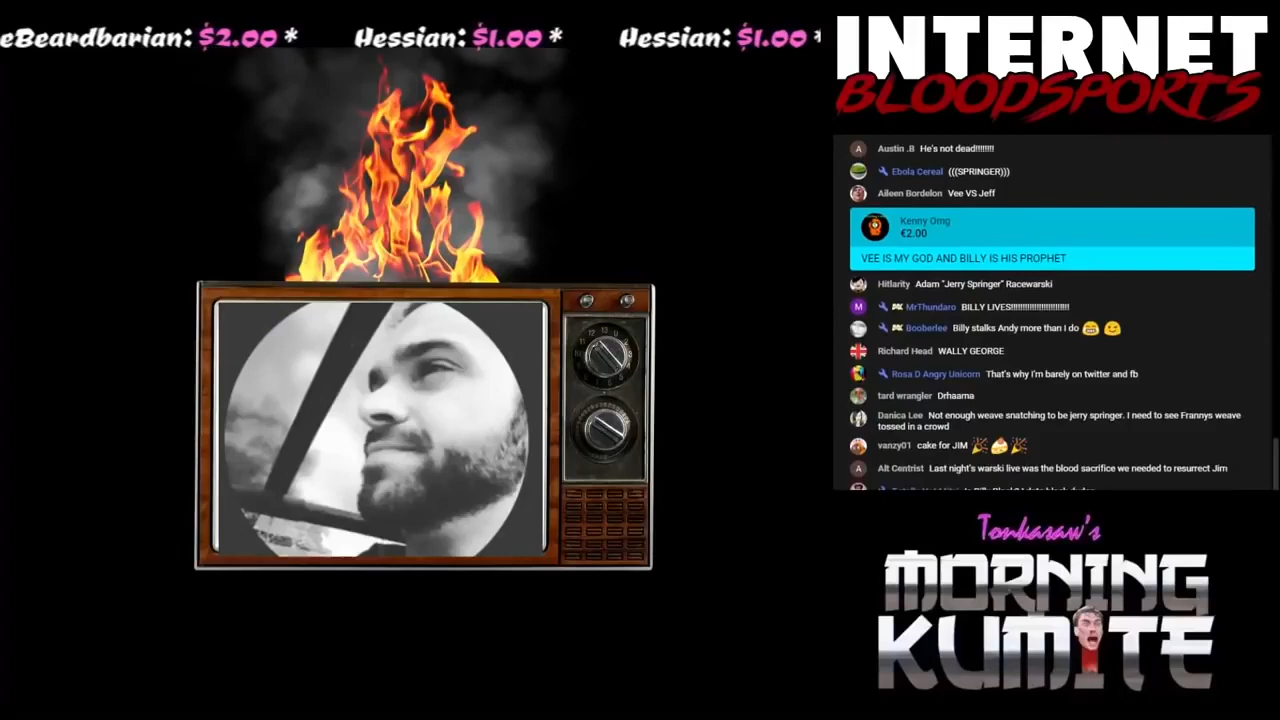 eBeardbarian: $2.00 * Hessian: $1.00 * Hessian: $1.00 *
INTERNET
BLOODSPORTS
A Austin .B He's not dead!!!!!!!!
Ebola Cereal (((SPRINGER)))
Aileen Bordelon Vee VS Jeff
Kenny Omg
€2.00
VEE IS MY GOD AND BILLY IS HIS PROPHET
Hitlarity Adam "Jerry Springer" Racewarski
M MrThundaro BILLY LIVES!!!!!!!!!!!!!!!!!!!!!!!!!
Booberlee Billy stalks Andy more than I do 😂 😉
Richard Head WALLY GEORGE
Rosa D Angry Unicorn That's why I'm barely on twitter and fb
tard wrangler Drhaama
Danica Lee Not enough weave snatching to be jerry springer. I need to see Frannys weave
tossed in a crowd
vanzy01 cake for JIM 🎉 🍰 🎉
A Alt Centrist Last night's warski live was the blood sacrifice we needed to resurrect Jim
Tonkasaw's
MORNING
KUMITE